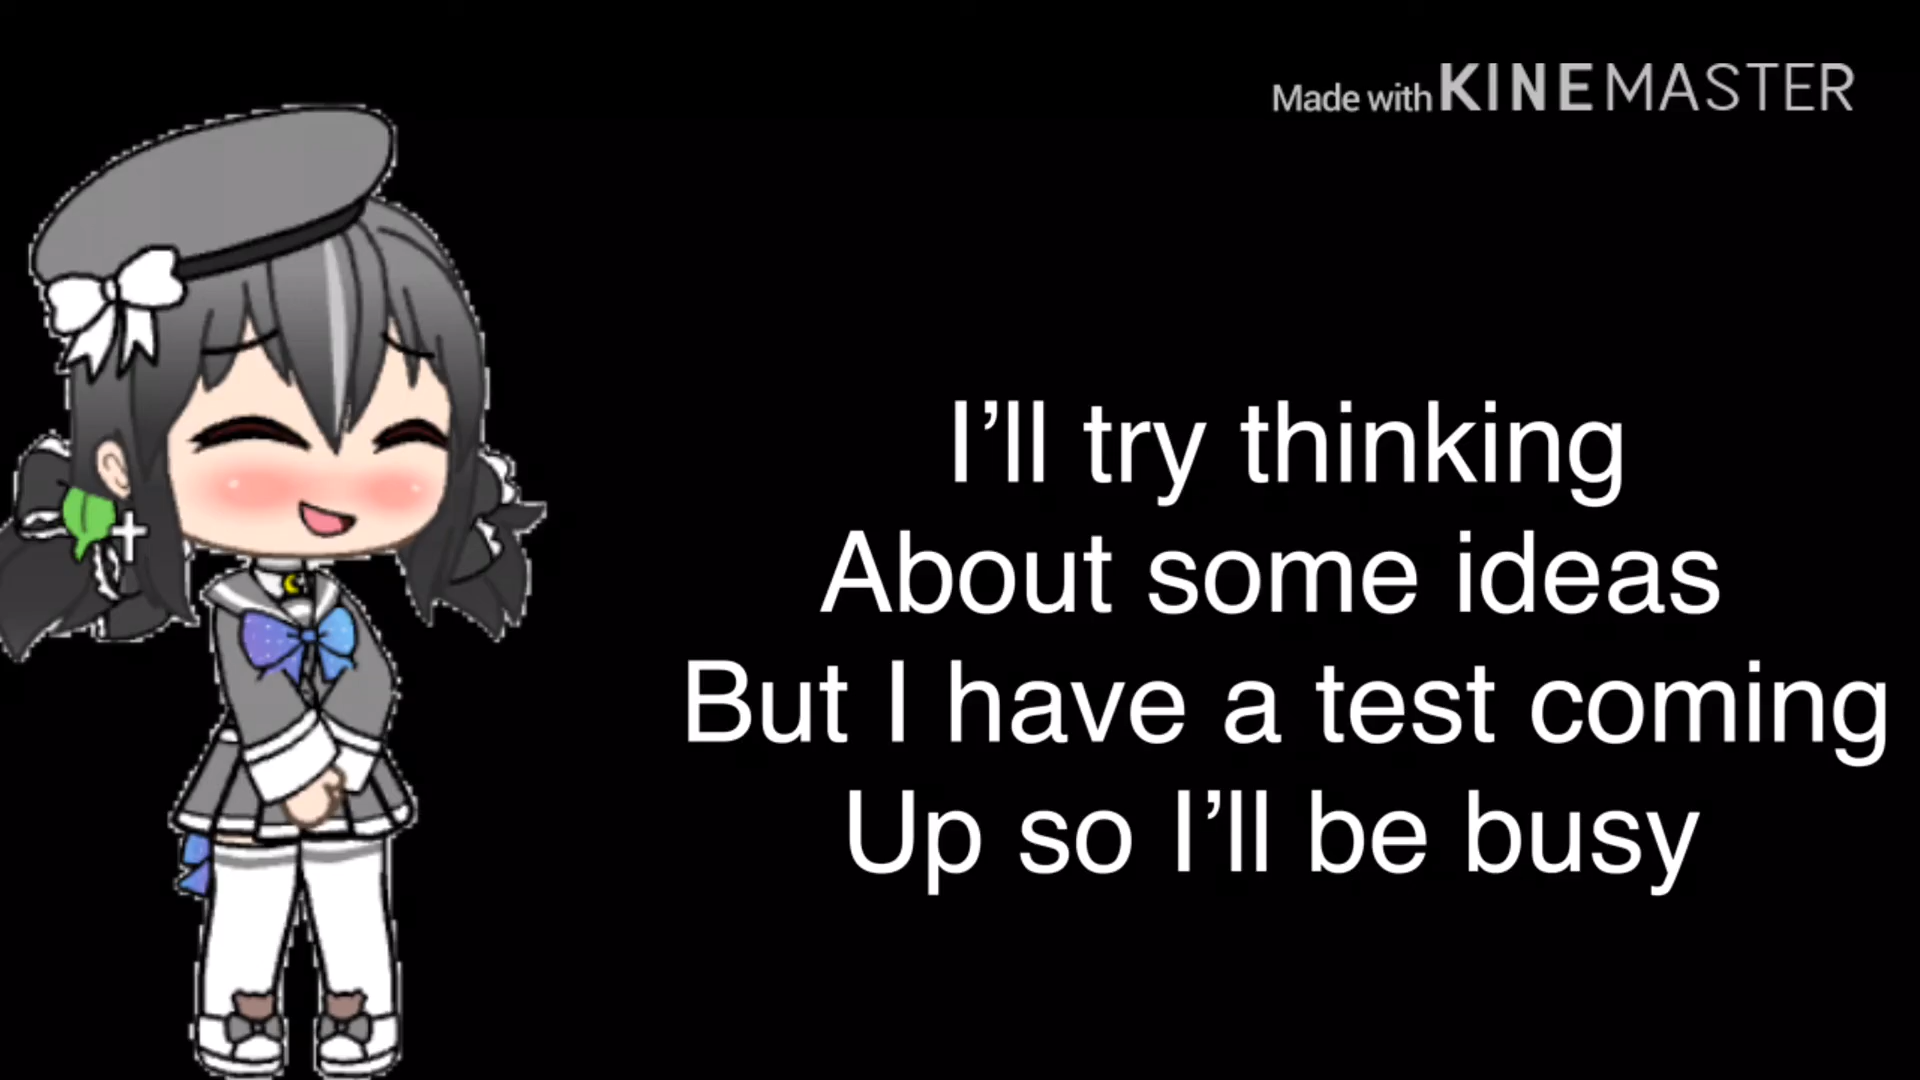 Made with KINEMASTER
I’ll try thinking
About some ideas
But I have a test coming
Up so I’ll be busy